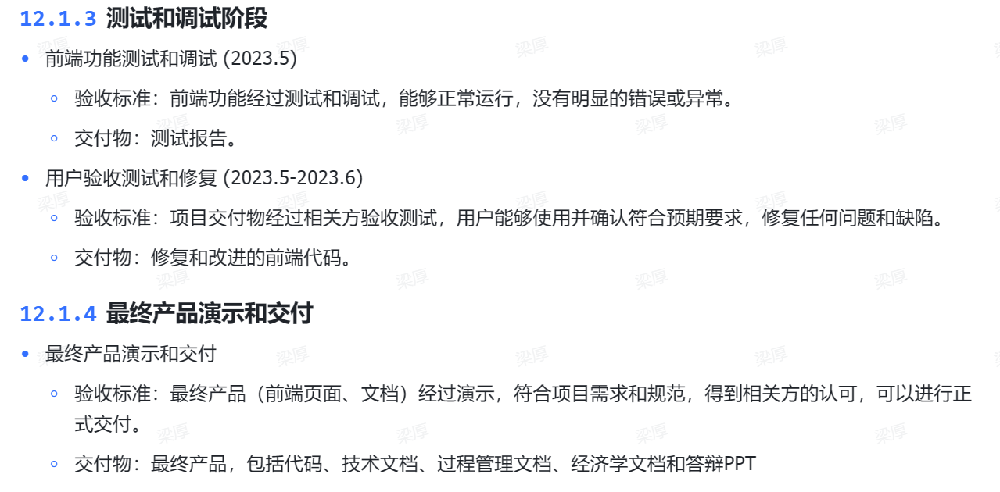 12.1.3 测试和调试阶段
前端功能测试和调试 (2023.5)
验收标准：前端功能经过测试和调试，能够正常运行，没有明显的错误或异常。
交付物：测试报告。
用户验收测试和修复 (2023.5-2023.6)
验收标准：项目交付物经过相关方验收测试，用户能够使用并确认符合预期要求，修复任何问题和缺陷。
交付物：修复和改进的前端代码。
12.1.4 最终产品演示和交付
最终产品演示和交付
验收标准：最终产品（前端页面、文档）经过演示，符合项目需求和规范，得到相关方的认可，可以进行正
式交付。
交付物：最终产品，包括代码、技术文档、过程管理文档、经济学文档和答辩PPT
梁厚